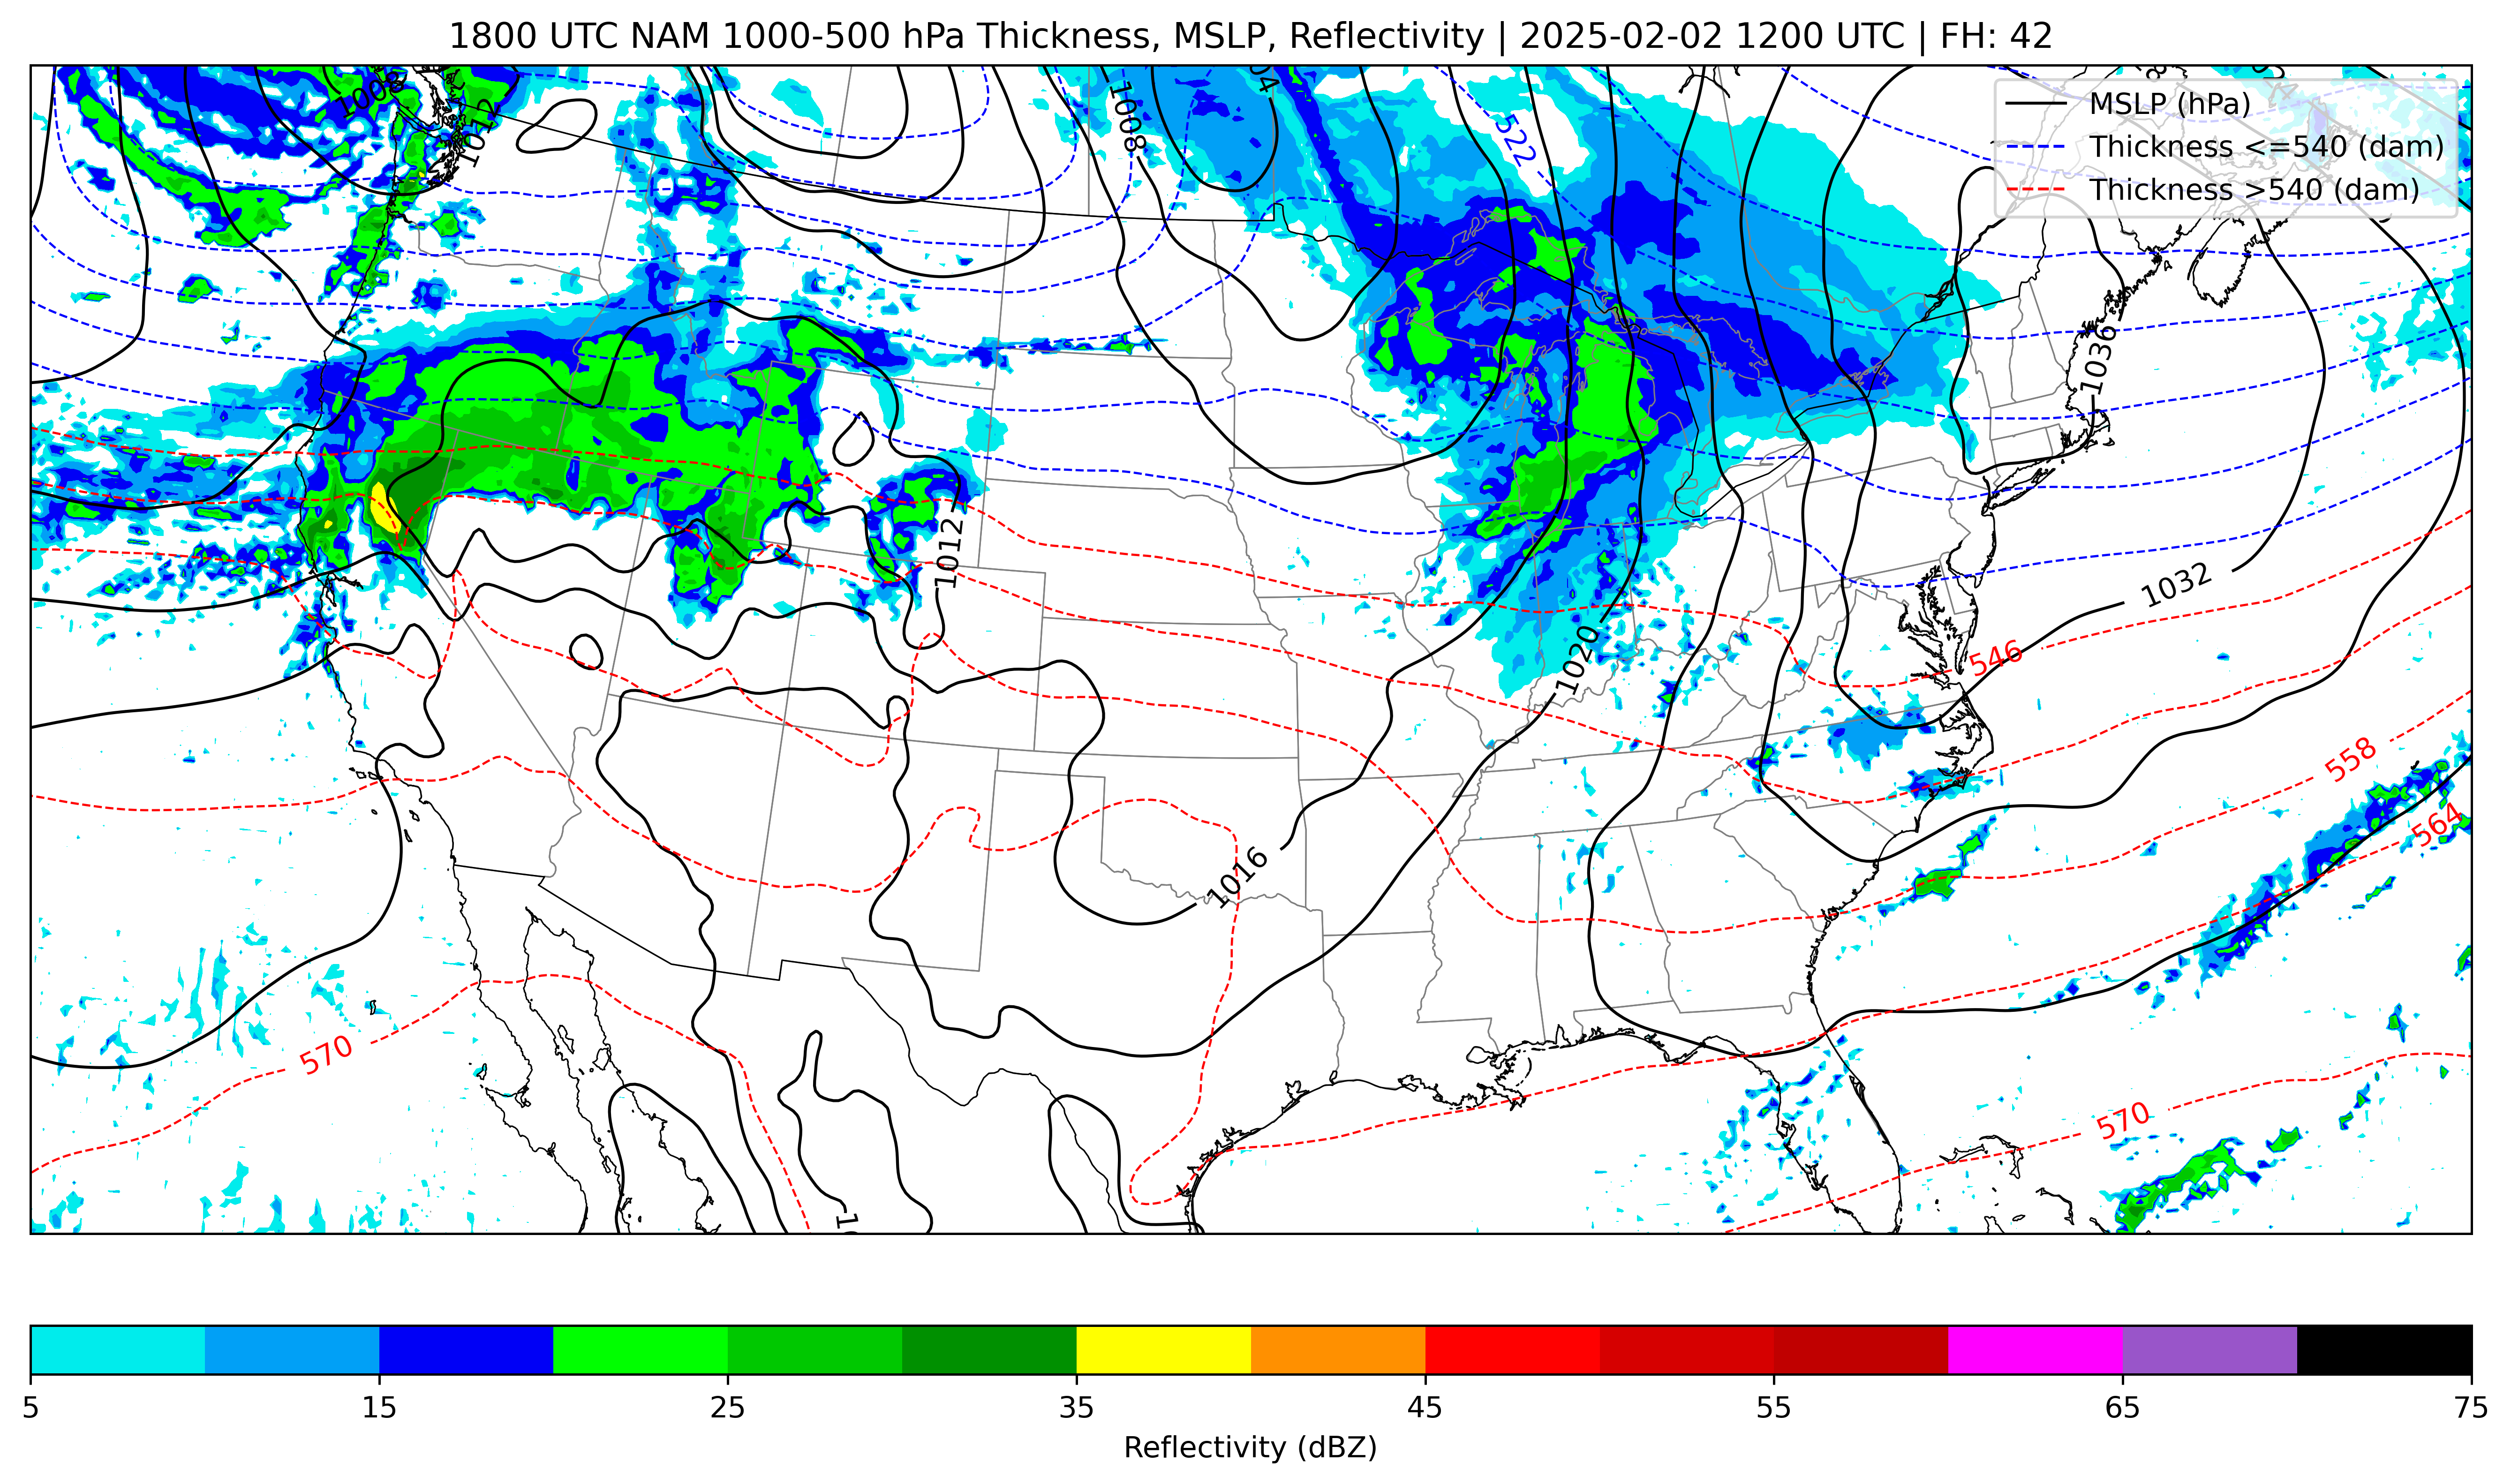 1800 UTC NAM 1000-500 hPa Thickness, MSLP, Reflectivity | 2025-02-02 1200 UTC | FH: 42
MSLP (hPa)
Thickness <=540 (dam)
Thickness >540 (dam)
1008
1012
1008
522
1036
1012
1032
1020
546
558
564
1016
570
570
5 15 25 35 45 55 65 75
Reflectivity (dBZ)